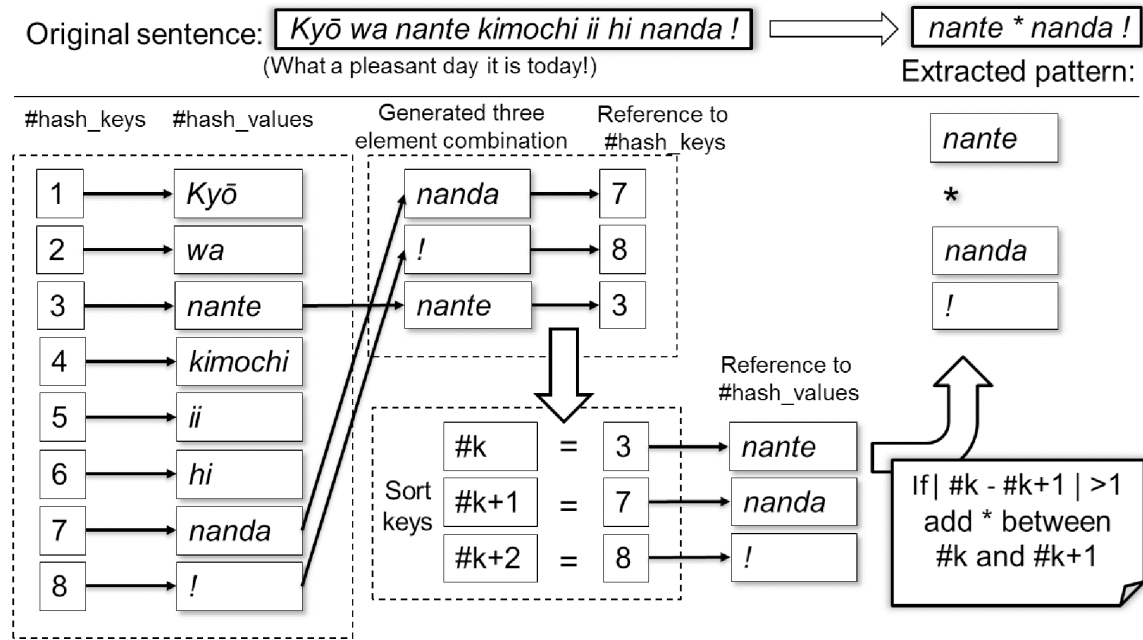 Original sentence: Kyō wa nante kimochi ii hi nanda !
nante * nanda !
(What a pleasant day it is today!)
Extracted pattern:
#hash_keys
#hash_values
Generated three
element combination
Reference to
#hash_keys
1
Kyō
2
wa
3
nante
4
kimochi
5
ii
6
hi
7
nanda
8
!
nanda
7
!
8
nante
3
Sort
keys
#k
=
3
#k+1
=
7
#k+2
=
8
Reference to
#hash_values
nante
nanda
!
nante
*
nanda
!
If | #k - #k+1 | >1
add * between
#k and #k+1